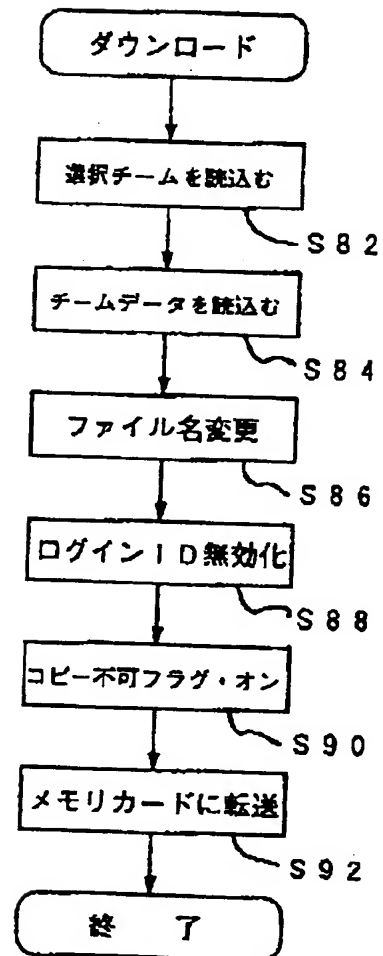 ダウンロード
選択チームを読込む
S82
チームデータを読込む
S84
ファイル名変更
S86
ログインID無効化
S88
コピー不可フラグ・オン
S90
メモリカードに転送
S92
終 了